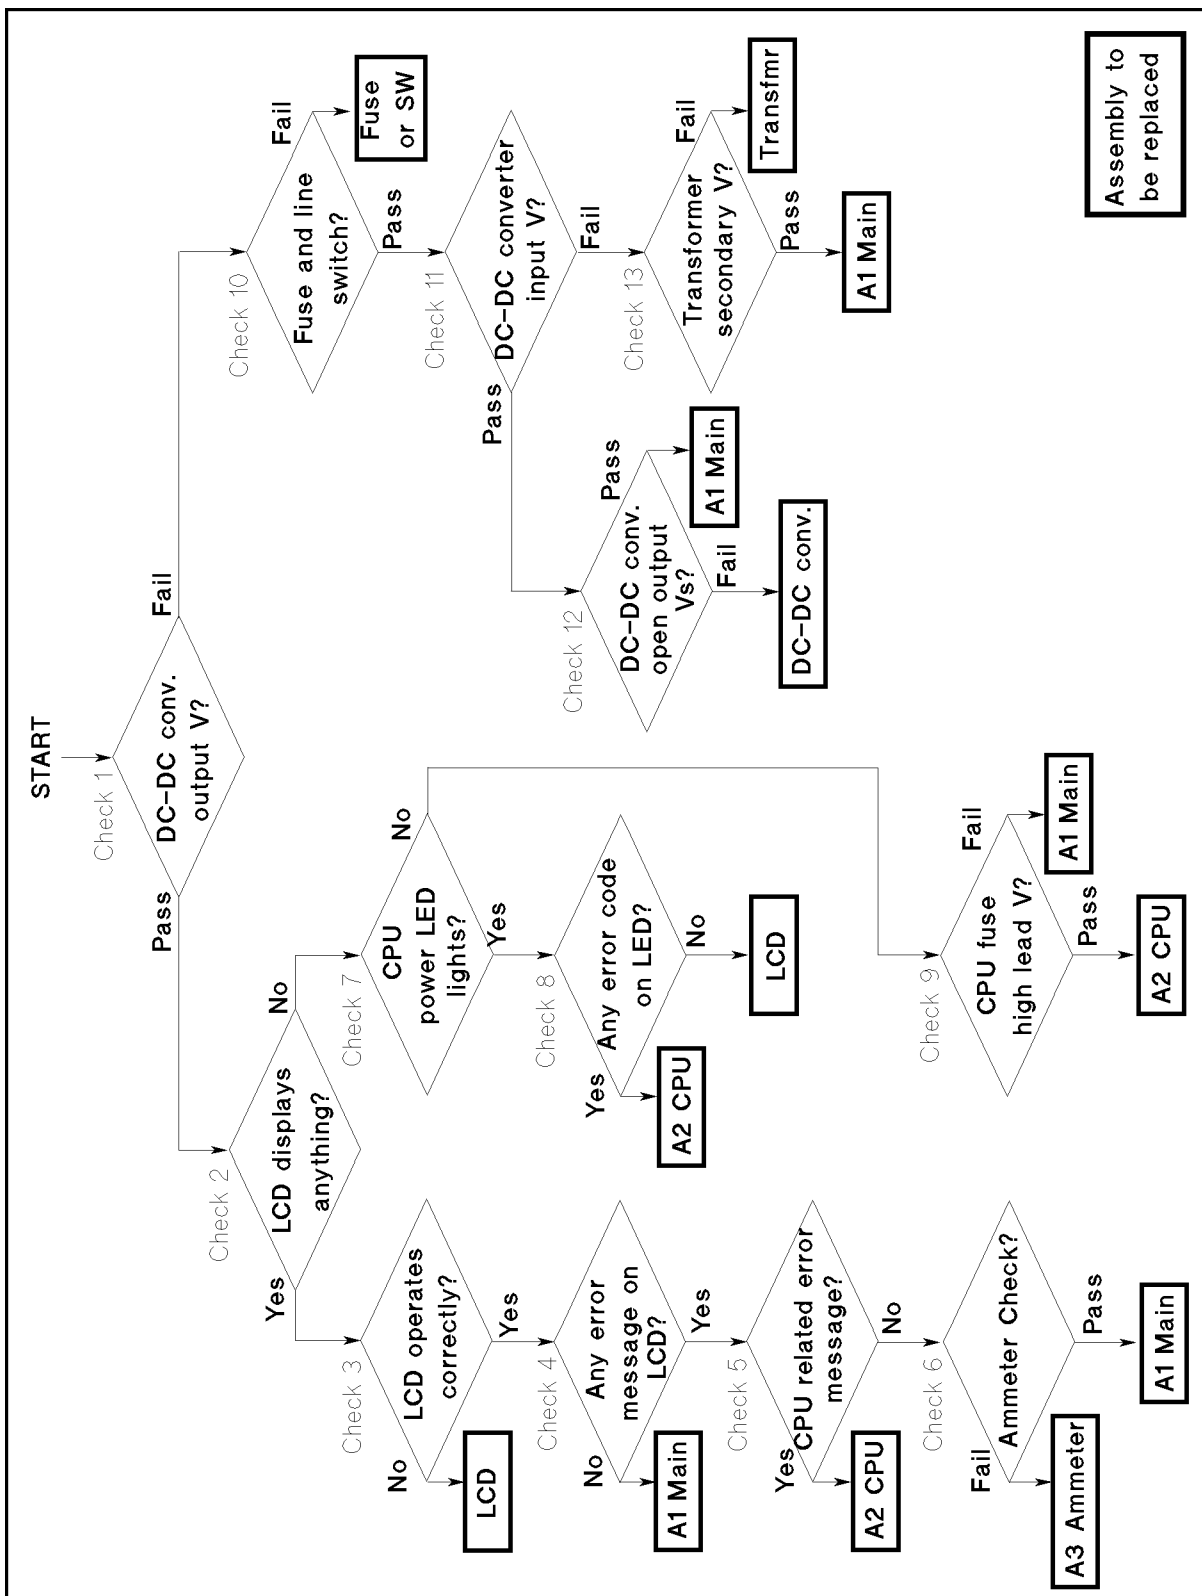 START
Check 1
DC-DC conv.
output V?
Pass
Fail
Check 2
LCD displays
anything?
Yes
No
Check 3
LCD operates
correctly?
No
LCD
Yes
Check 4
Any error
message on
LCD?
No
A1 Main
Yes
Check 5
CPU related error
message?
Yes
A2 CPU
No
Check 6
Ammeter Check?
Fail
A3 Ammeter
Pass
A1 Main
Check 7
CPU
power LED
lights?
No
Yes
Check 8
Any error code
on LED?
Yes
A2 CPU
No
LCD
Check 9
CPU fuse
high lead V?
Fail
A1 Main
Pass
A2 CPU
Check 10
Fuse and line
switch?
Fail
Fuse
or SW
Pass
Check 11
DC-DC converter
input V?
Pass
Fail
Check 12
DC-DC conv.
open output
Vs?
Pass
A1 Main
Fail
DC-DC conv.
Check 13
Transformer
secondary V?
Fail
Transfmr
Pass
A1 Main
Assembly to
be replaced